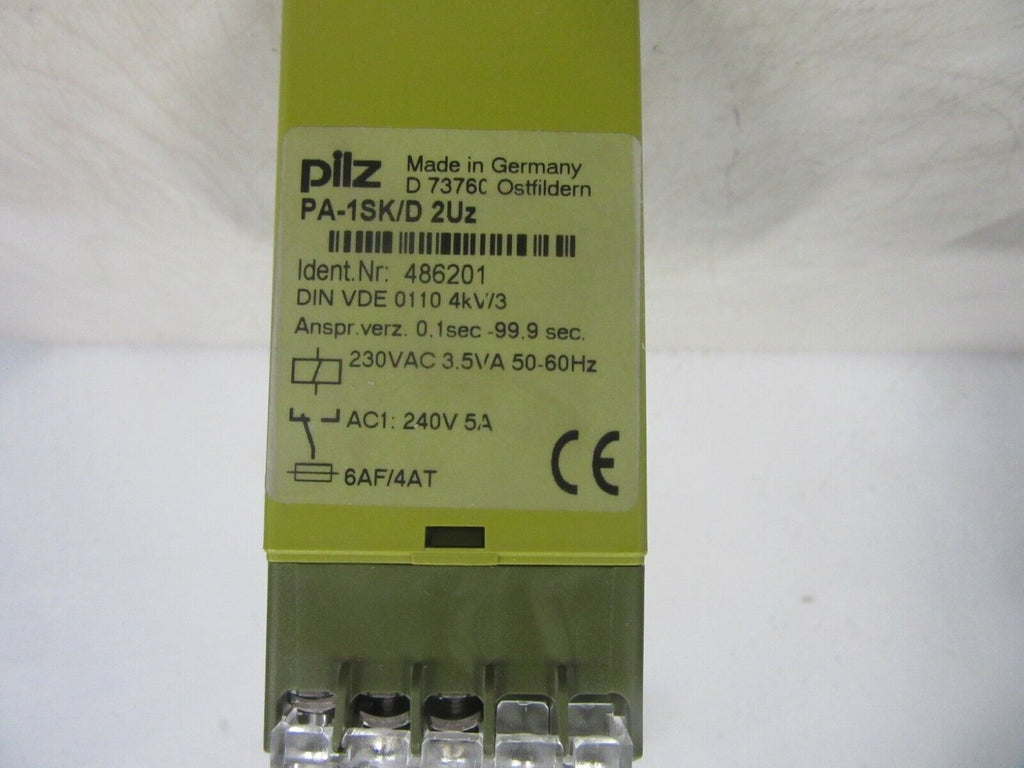 pilz Made in Germany
D 73760 Ostfildern
PA-1SK/D 2Uz
Ident.Nr: 486201
DIN VDE 0110 4kV/3
Anspr.verz. 0,1sec -99.9 sec.
230VAC 3.5VA 50-60Hz
AC1: 240V 5A
6AF/4AT
CE